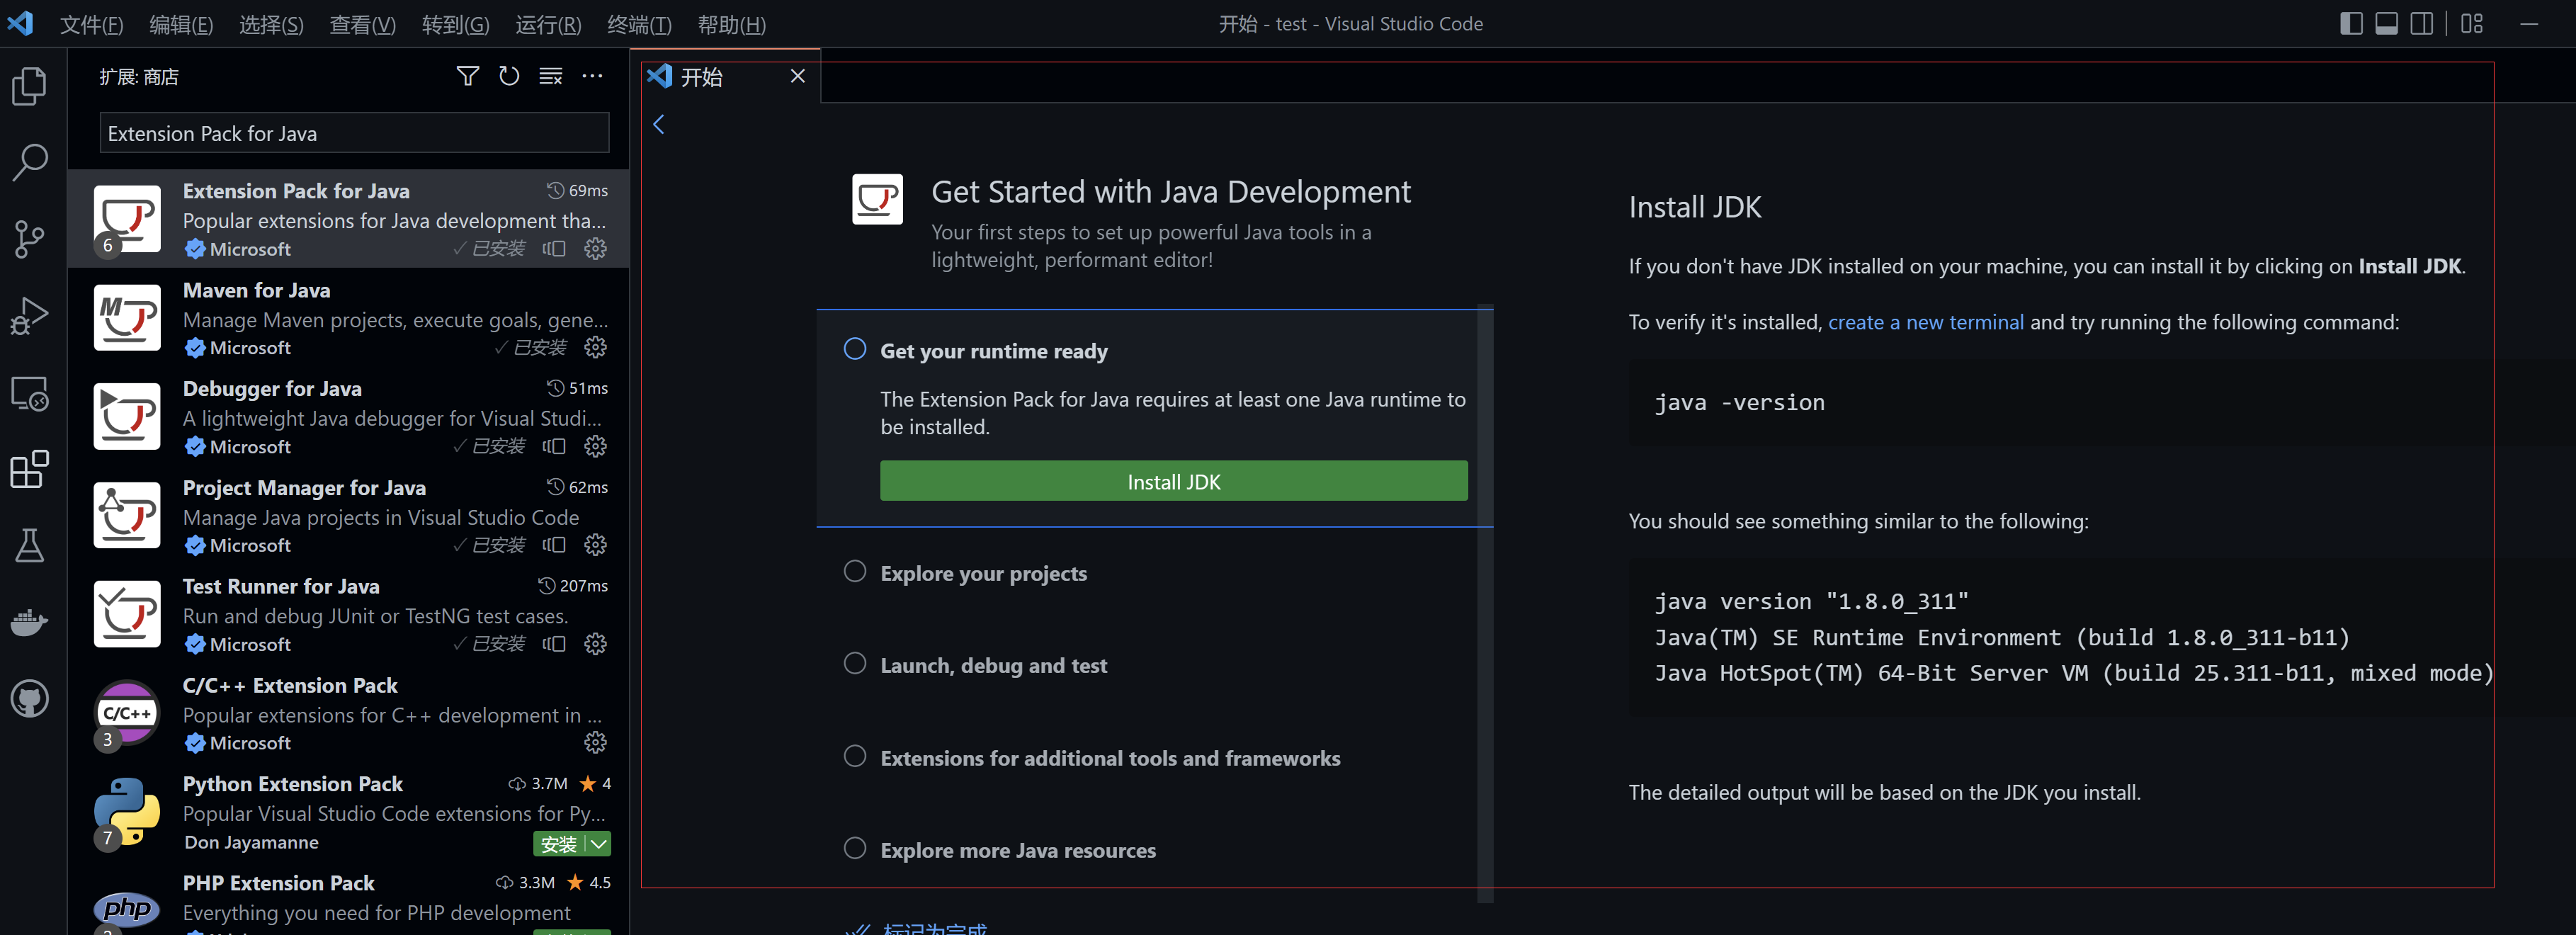 文件(F) 编辑(E) 选择(S) 查看(V) 转到(G) 运行(R) 终端(T) 帮助(H)
开始 - test - Visual Studio Code
扩展: 商店
Extension Pack for Java
Extension Pack for Java 69ms
Popular extensions for Java development tha...
Microsoft 已安装
6
Maven for Java
Manage Maven projects, execute goals, gene...
Microsoft 已安装
M
Debugger for Java 51ms
A lightweight Java debugger for Visual Studi...
Microsoft 已安装
Project Manager for Java 62ms
Manage Java projects in Visual Studio Code
Microsoft 已安装
Test Runner for Java 207ms
Run and debug JUnit or TestNG test cases.
Microsoft 已安装
C/C++ Extension Pack
C/C++
Popular extensions for C++ development in ...
3
Microsoft
Python Extension Pack 3.7M 4
Popular Visual Studio Code extensions for Py...
7
Don Jayamanne 安装
PHP Extension Pack 3.3M 4.5
php
Everything you need for PHP development
开始
Get Started with Java Development
Your first steps to set up powerful Java tools in a
lightweight, performant editor!
Get your runtime ready
The Extension Pack for Java requires at least one Java runtime to
be installed.
Install JDK
Explore your projects
Launch, debug and test
Extensions for additional tools and frameworks
Explore more Java resources
标记为完成
Install JDK
If you don't have JDK installed on your machine, you can install it by clicking on Install JDK.
To verify it's installed, create a new terminal and try running the following command:
java -version
You should see something similar to the following:
java version "1.8.0_311"
Java(TM) SE Runtime Environment (build 1.8.0_311-b11)
Java HotSpot(TM) 64-Bit Server VM (build 25.311-b11, mixed mode)
The detailed output will be based on the JDK you install.